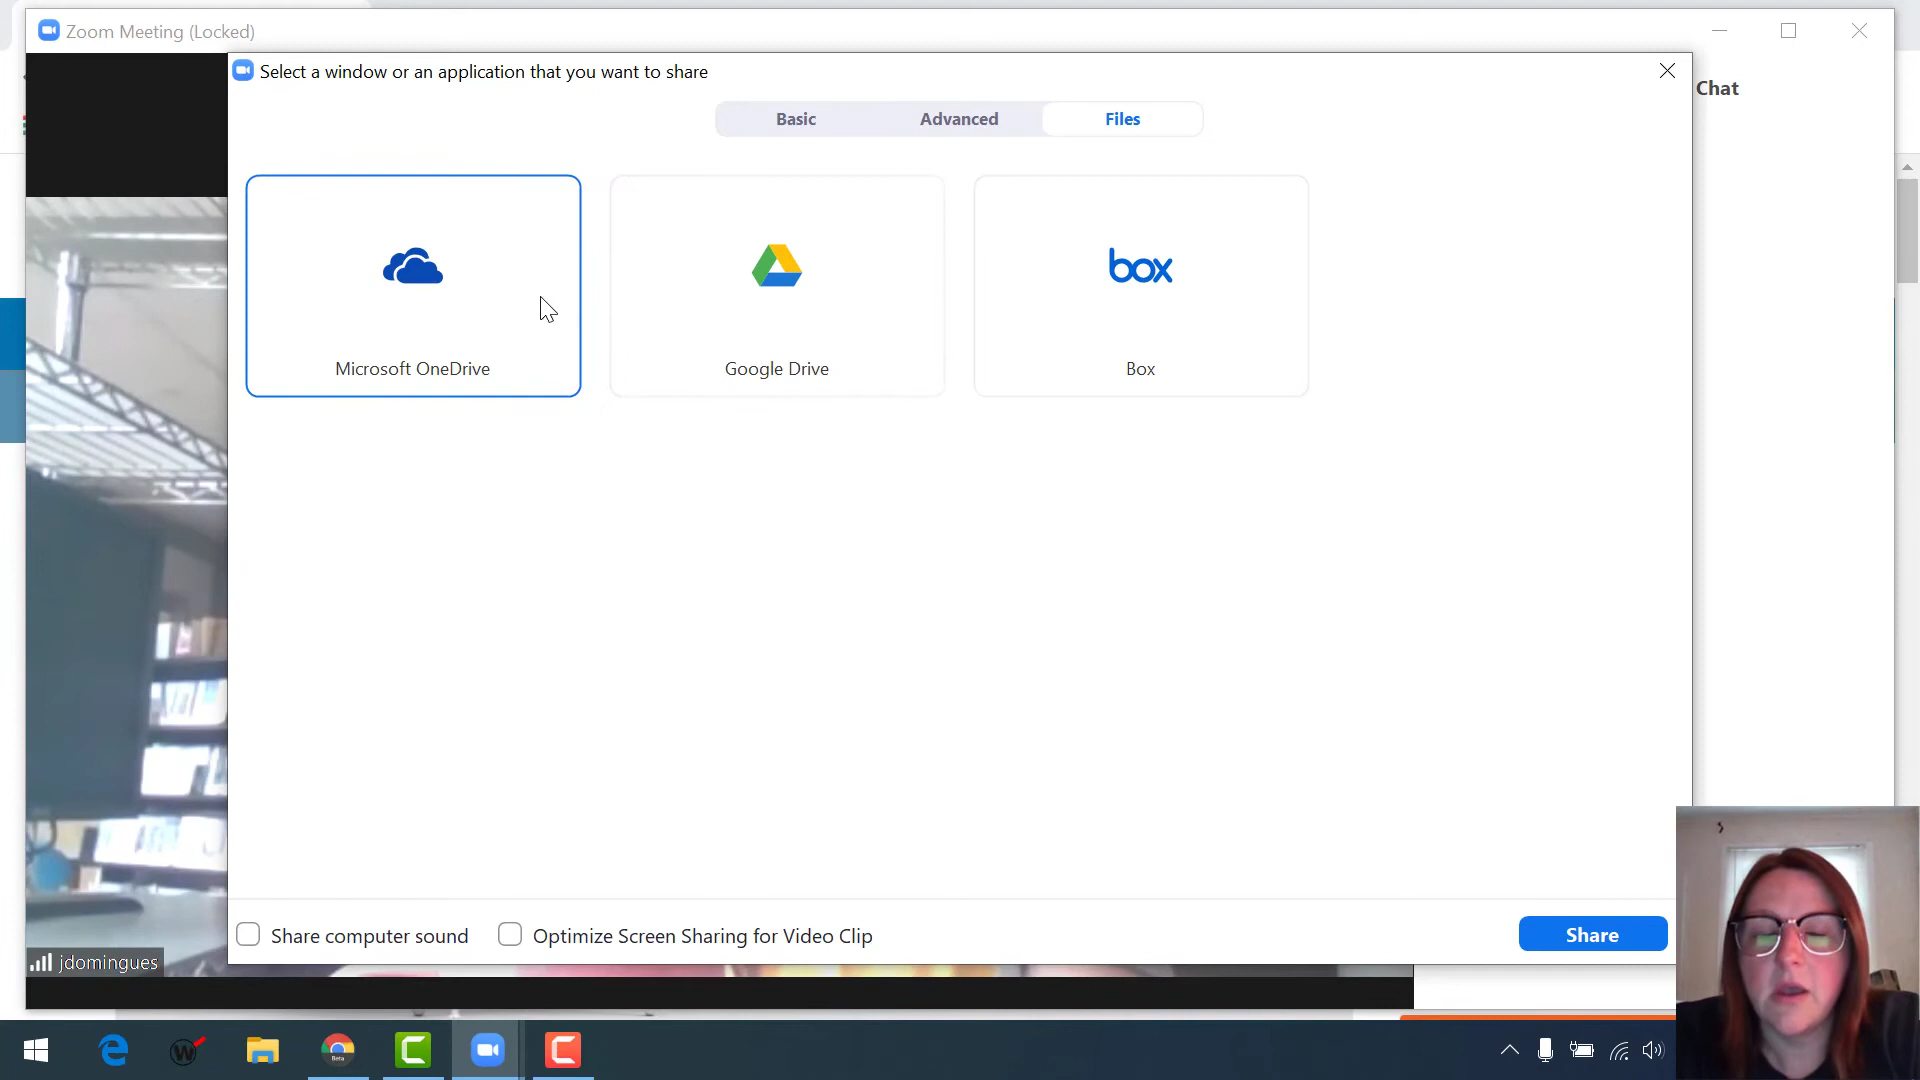 Zoom Meeting (Locked)
Select a window or an application that you want to share
Chat
Basic
Advanced
Files
box
Microsoft OneDrive
Google Drive
Box
Share computer sound
Optimize Screen Sharing for Video Clip
Share
jdomingues
Beta